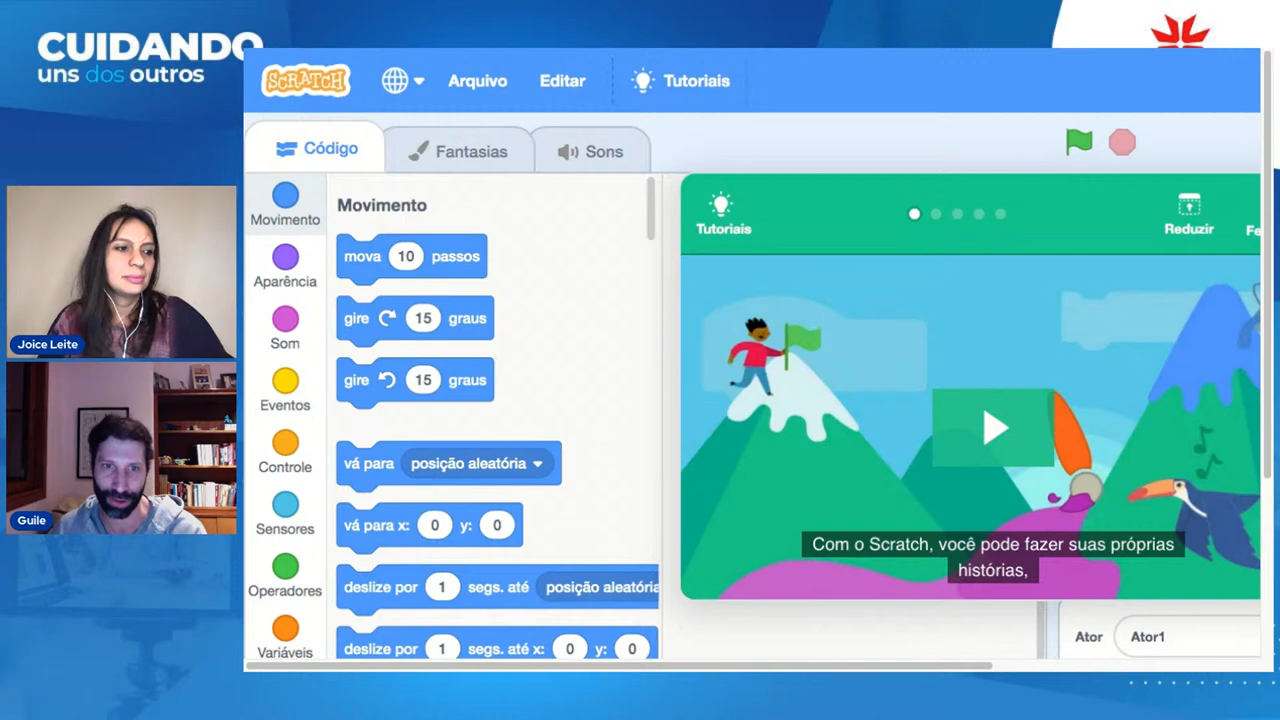 CUIDANDO
uns dos outros
SCRATCH
Arquivo
Editar
Tutoriais
Código
Fantasias
Sons
Joice Leite
Guile
Movimento
Aparência
Som
Eventos
Controle
Sensores
Operadores
Variáveis
Movimento
mova 10 passos
gire 15 graus
gire 15 graus
vá para posição aleatória
vá para x: 0 y: 0
deslize por 1 segs. até posição aleatória
deslize por 1 segs. até x: 0 y: 0
Tutoriais
Reduzir
Fe
Com o Scratch, você pode fazer suas próprias
histórias,
Ator
Ator1